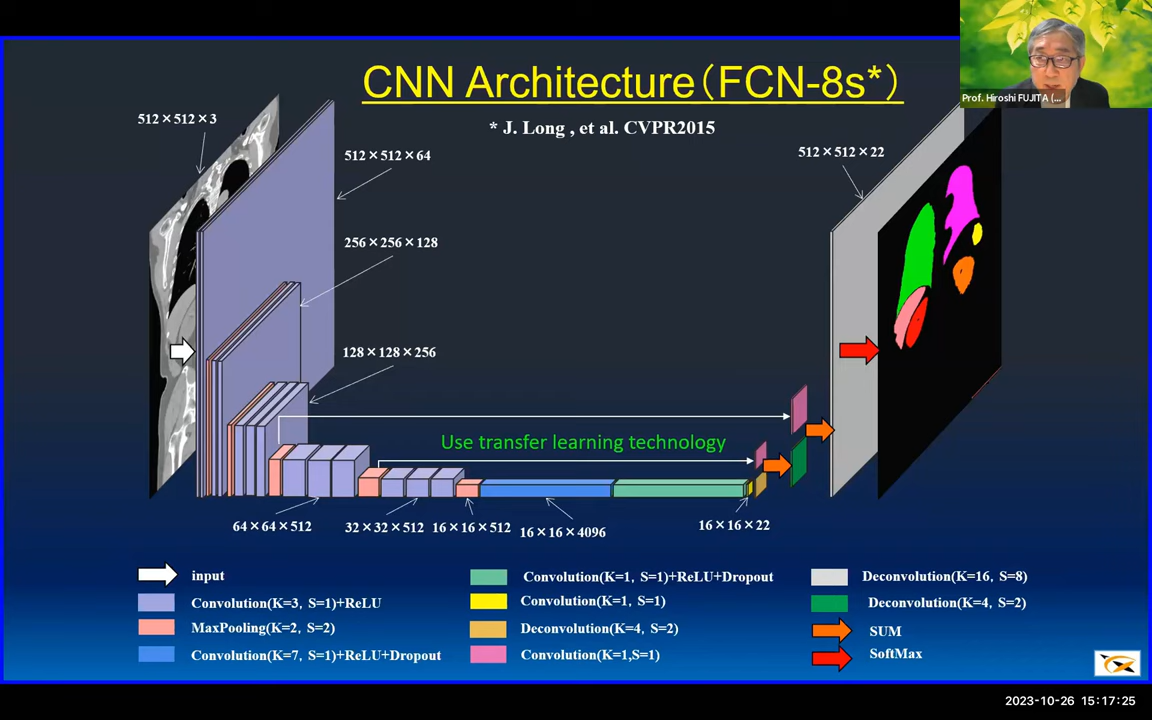 CNN Architecture(FCN-8s*)
* J. Long , et al. CVPR2015
Prof. Hiroshi FUJITA (...
512×512×3
512×512×64
256×256×128
128×128×256
512×512×22
Use transfer learning technology
64×64×512
32×32×512
16×16×512
16×16×4096
16×16×22
input
Convolution(K=3, S=1)+ReLU
MaxPooling(K=2, S=2)
Convolution(K=7, S=1)+ReLU+Dropout
Convolution(K=1, S=1)+ReLU+Dropout
Convolution(K=1, S=1)
Deconvolution(K=4, S=2)
Convolution(K=1,S=1)
Deconvolution(K=16, S=8)
Deconvolution(K=4, S=2)
SUM
SoftMax
2023-10-26 15:17:25